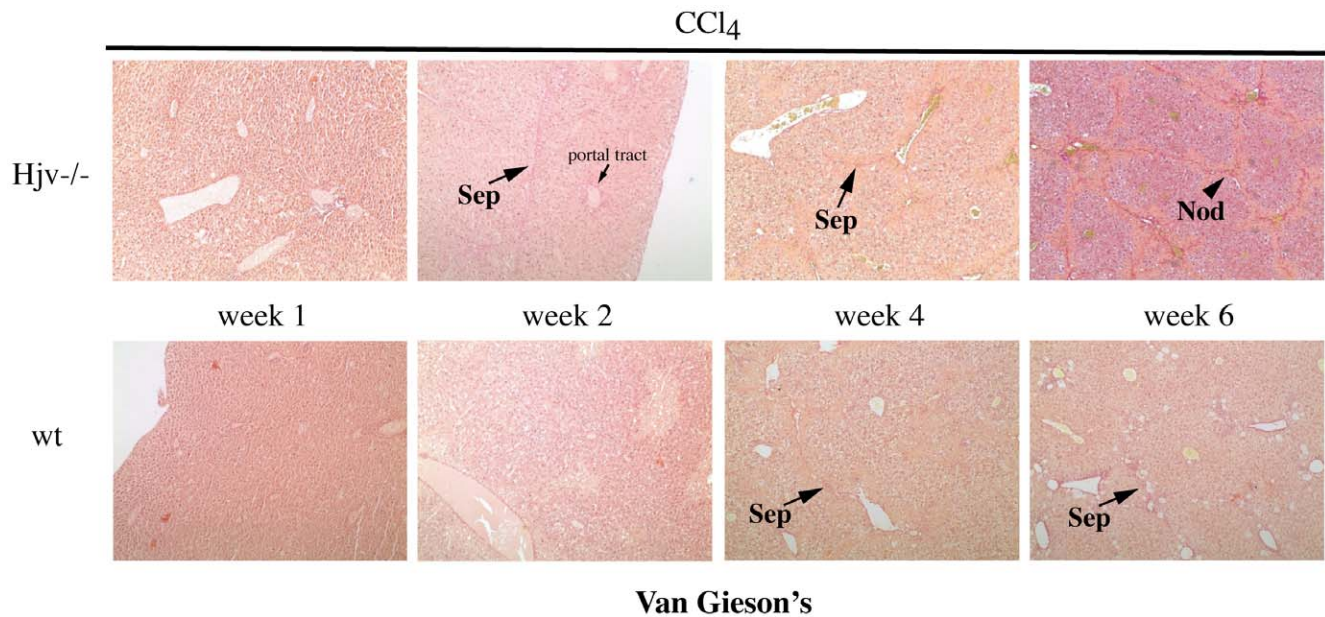 CCl4
Hjv-/-
Sep
portal tract
Sep
Nod
week 1 week 2 week 4 week 6
wt
Sep
Sep
Van Gieson's